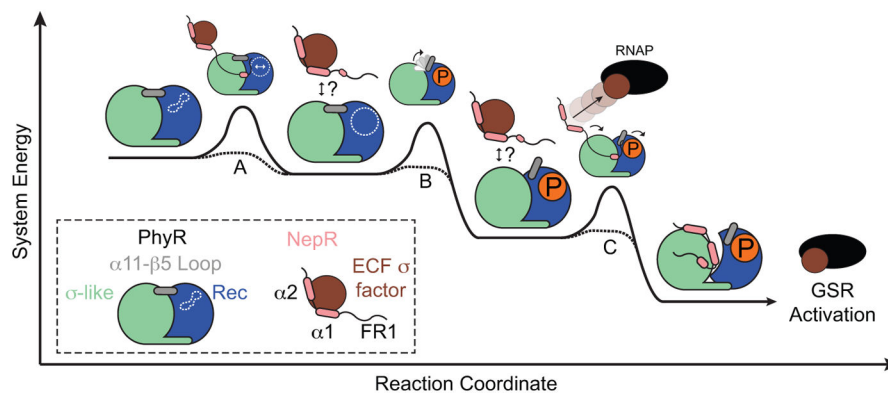 System Energy
Reaction Coordinate
RNAP
?
P
?
P
P
P
A
B
C
GSR
Activation
PhyR
α11-β5 Loop
σ-like
Rec
NepR
ECF σ
factor
α2
α1
FR1